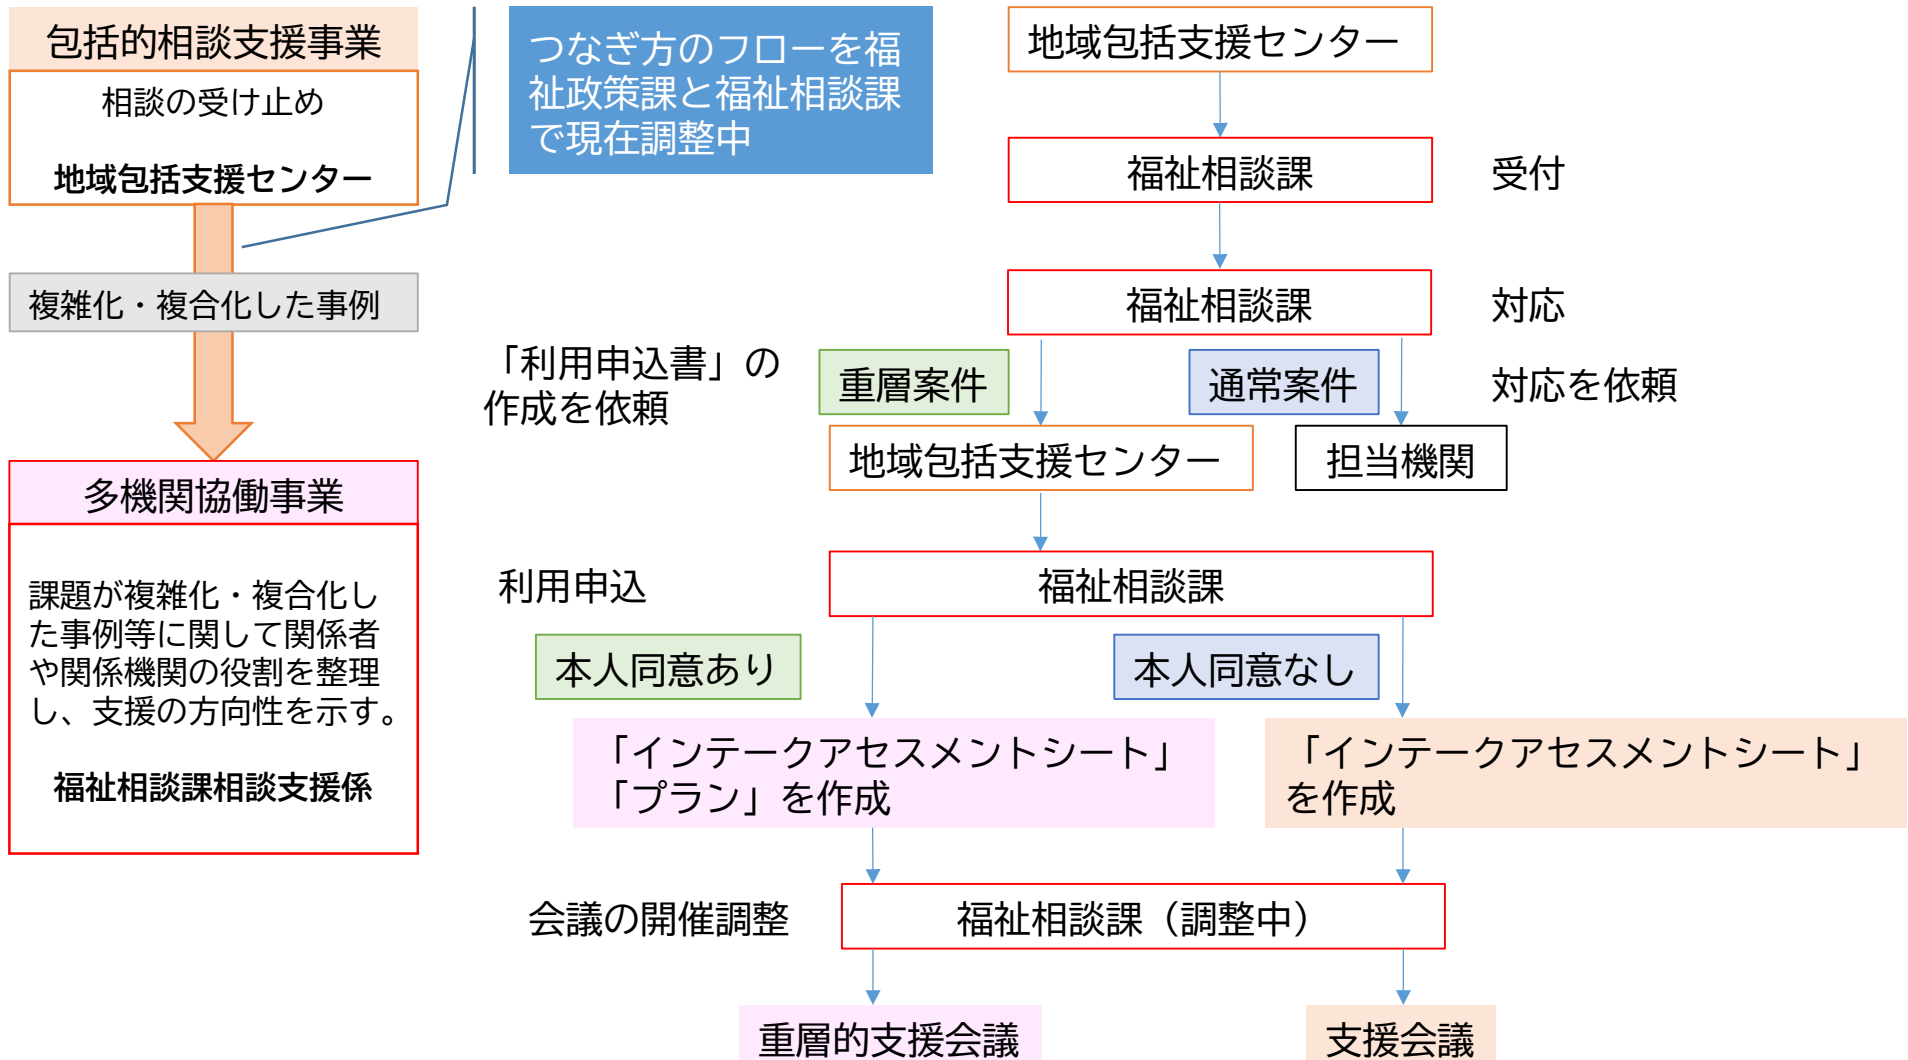 包括的相談支援事業
相談の受け止め
地域包括支援センター
複雑化・複合化した事例
多機関協働事業
課題が複雑化・複合化し
た事例等に関して関係者
や関係機関の役割を整理
し、支援の方向性を示す。
福祉相談課相談支援係
つなぎ方のフローを福
祉政策課と福祉相談課
で現在調整中
地域包括支援センター
福祉相談課
受付
福祉相談課
対応
「利用申込書」の
作成を依頼
重層案件
通常案件
対応を依頼
地域包括支援センター
担当機関
利用申込
福祉相談課
本人同意あり
本人同意なし
「インテークアセスメントシート」
「プラン」を作成
「インテークアセスメントシート」
を作成
会議の開催調整
福祉相談課（調整中）
重層的支援会議
支援会議